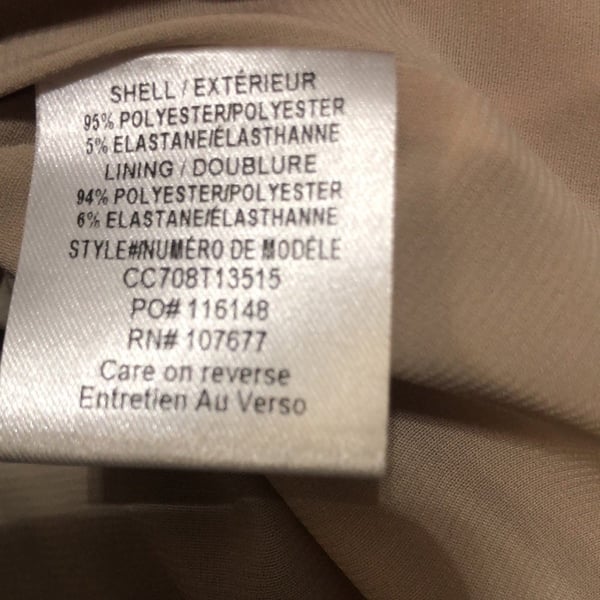 SHELL / EXTÉRIEUR
95% POLYESTER/POLYESTER
5% ELASTANE/ÉLASTHANNE
LINING / DOUBLURE
94% POLYESTER/POLYESTER
6% ELASTANE/ÉLASTHANNE
STYLE#/NUMÉRO DE MODÈLE
CC708T13515
PO# 116148
RN# 107677
Care on reverse
Entretien Au Verso